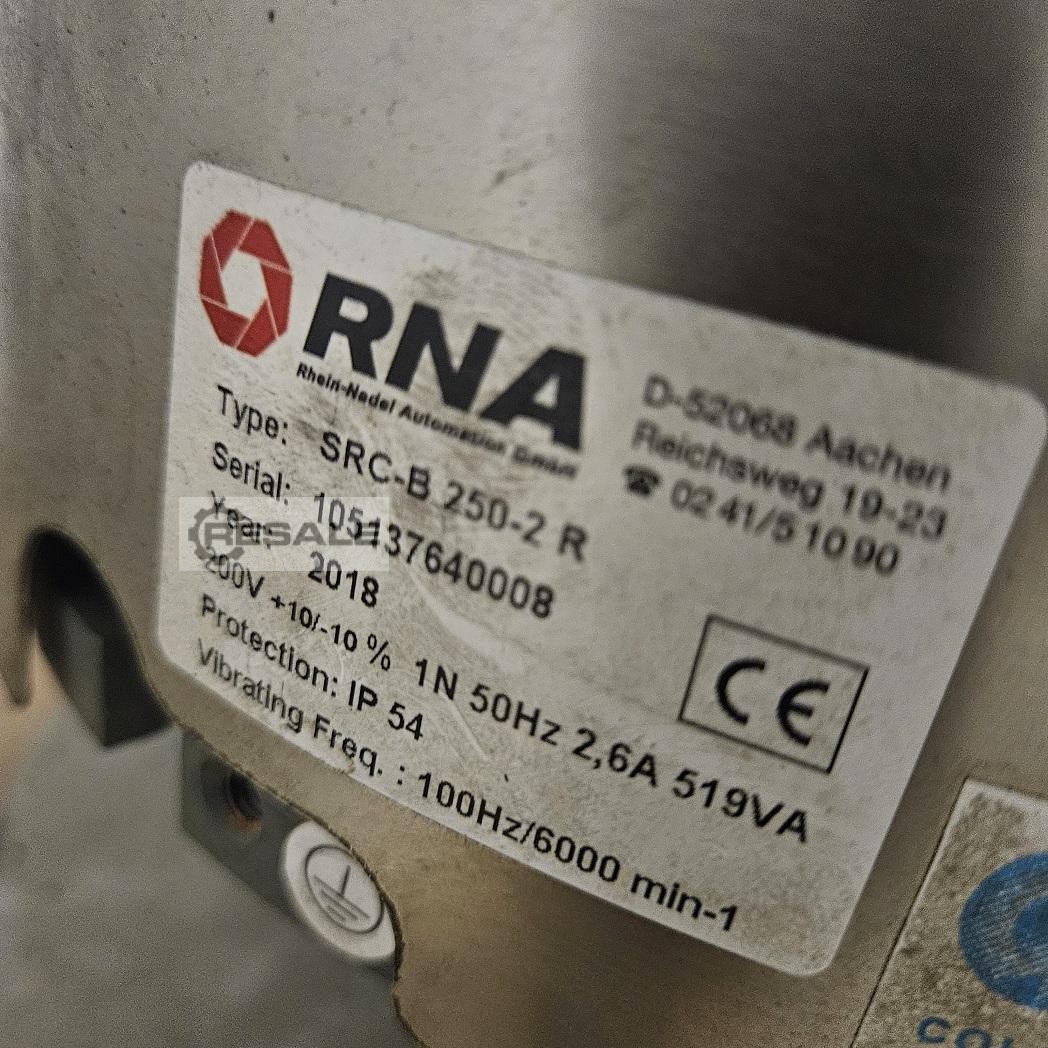 RNA
Rhein-Nadel Automation GmbH
D-52068 Aachen
Reichsweg 19-23
☎ 02 41/5 10 90
Type: SRC-B 250-2 R
Serial: 105137640008
Year: 2018
200V +10/-10 % 1N 50Hz 2,6A 519VA
Protection: IP 54
Vibrating Freq. : 100Hz/6000 min-1
CE
RESALE